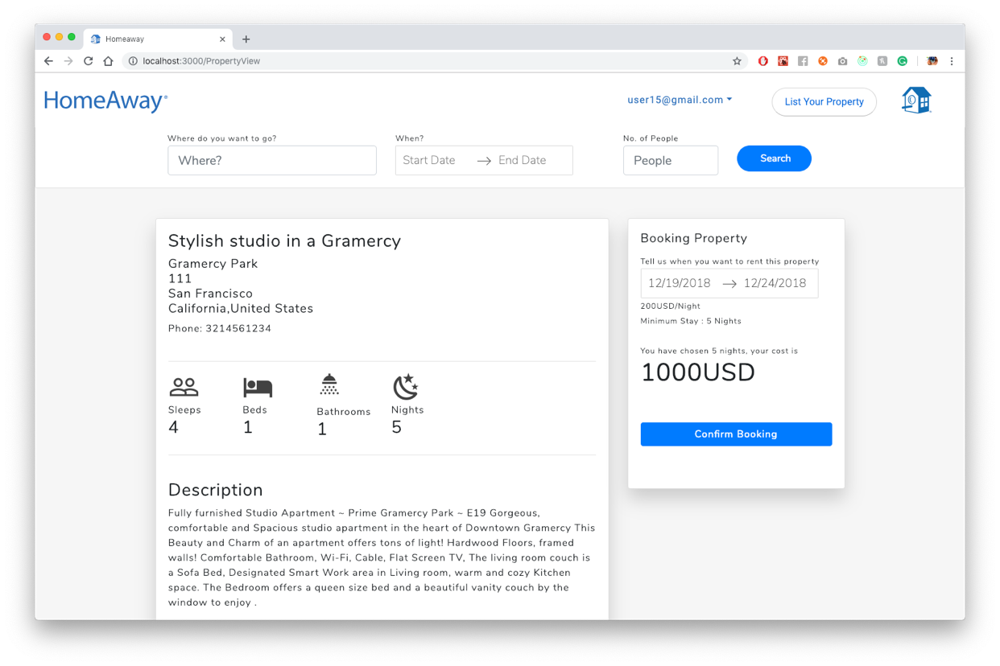 Homeaway
localhost:3000/PropertyView
HomeAway®
user15@gmail.com
List Your Property
Where do you want to go?
When?
No. of People
Where?
Start Date
End Date
People
Search
Stylish studio in a Gramercy
Gramercy Park
111
San Francisco
California,United States
Phone: 3214561234
Sleeps
4
Beds
1
Bathrooms
1
Nights
5
Description
Fully furnished Studio Apartment ~ Prime Gramercy Park ~ E19 Gorgeous,
comfortable and Spacious studio apartment in the heart of Downtown Gramercy This
Beauty and Charm of an apartment offers tons of light! Hardwood Floors, framed
walls! Comfortable Bathroom, Wi-Fi, Cable, Flat Screen TV, The living room couch is
a Sofa Bed, Designated Smart Work area in Living room, warm and cozy Kitchen
space. The Bedroom offers a queen size bed and a beautiful vanity couch by the
window to enjoy .
Booking Property
Tell us when you want to rent this property
12/19/2018
12/24/2018
200USD/Night
Minimum Stay : 5 Nights
You have chosen 5 nights, your cost is
1000USD
Confirm Booking